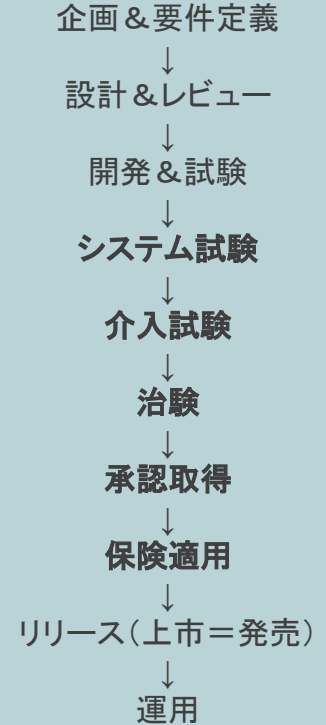 企画＆要件定義
↓
設計＆レビュー
↓
開発＆試験
↓
システム試験
↓
介入試験
↓
治験
↓
承認取得
↓
保険適用
↓
リリース（上市＝発売）
↓
運用